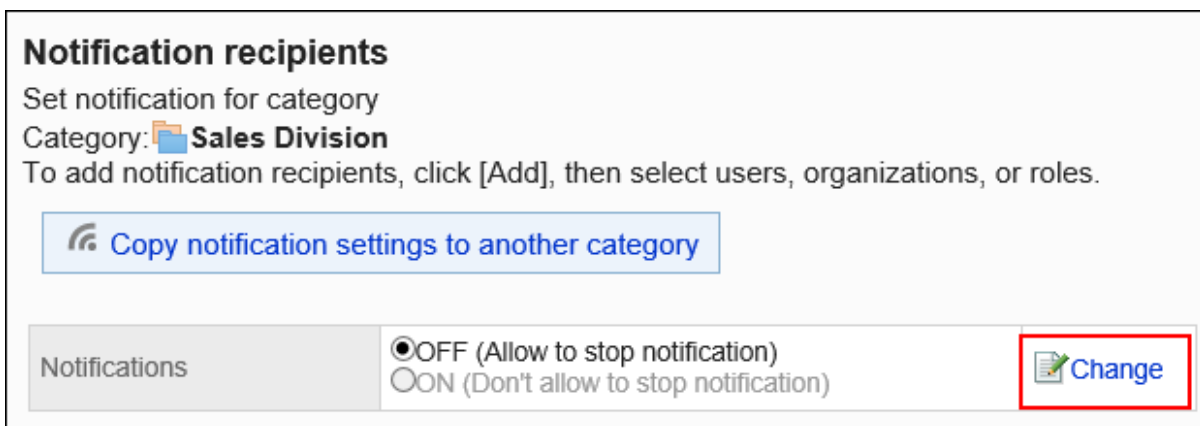 Notification recipients
Set notification for category
Category: Sales Division
To add notification recipients, click [Add], then select users, organizations, or roles.
Copy notification settings to another category
Notifications
OFF (Allow to stop notification)
ON (Don't allow to stop notification)
Change